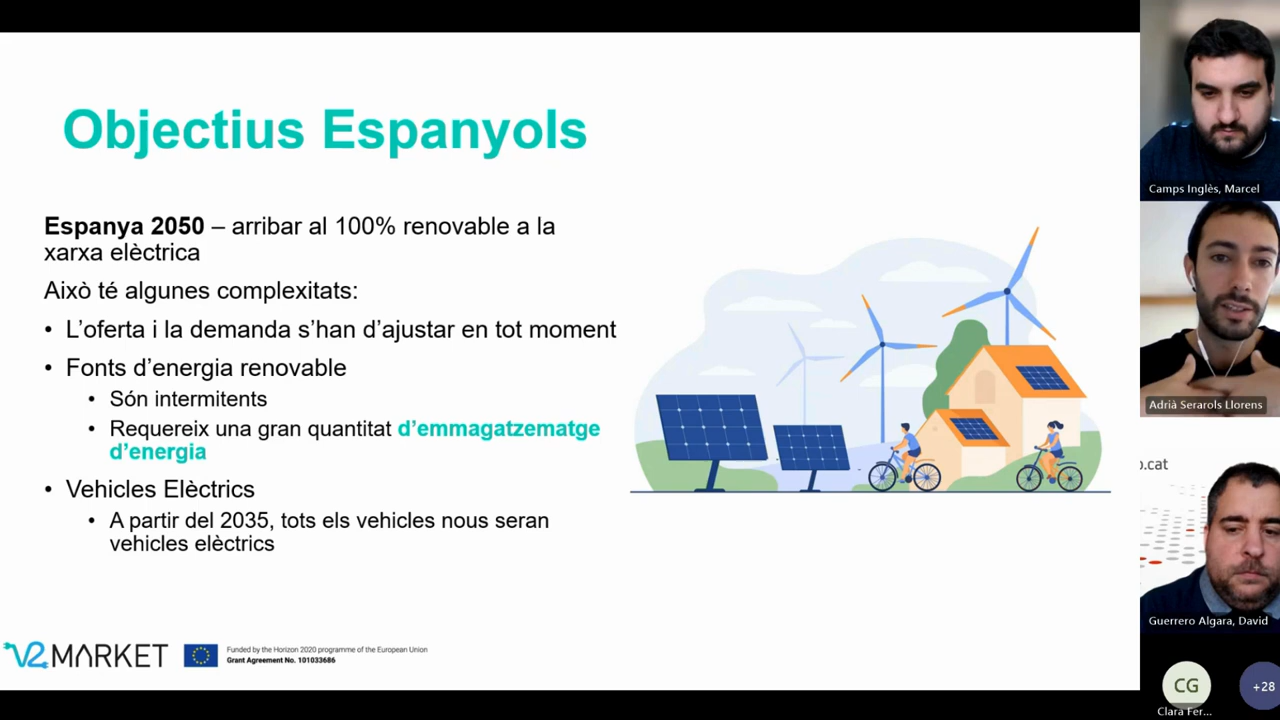 Objectius Espanyols
Espanya 2050 – arribar al 100% renovable a la
xarxa elèctrica
Això té algunes complexitats:
• L’oferta i la demanda s’han d’ajustar en tot moment
• Fonts d’energia renovable
• Són intermitents
• Requereix una gran quantitat d’emmagatzematge
d’energia
• Vehicles Elèctrics
• A partir del 2035, tots els vehicles nous seran
vehicles elèctrics
V2MARKET
Funded by the Horizon 2020 programme of the European Union
Grant Agreement No. 101033686
Camps Inglès, Marcel
Adrià Serarols Llorens
.cat
Guerrero Algara, David
CG
+28
Clara Fer...